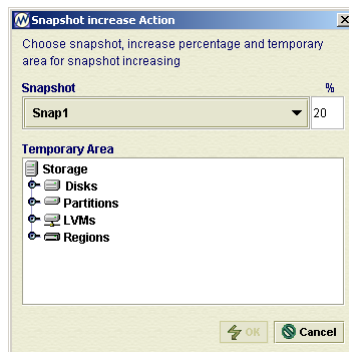 Snapshot increase Action
Choose snapshot, increase percentage and temporary
area for snapshot increasing
Snapshot %
Snap1 20
Temporary Area
Storage
Disks
Partitions
LVMs
Regions
OK Cancel